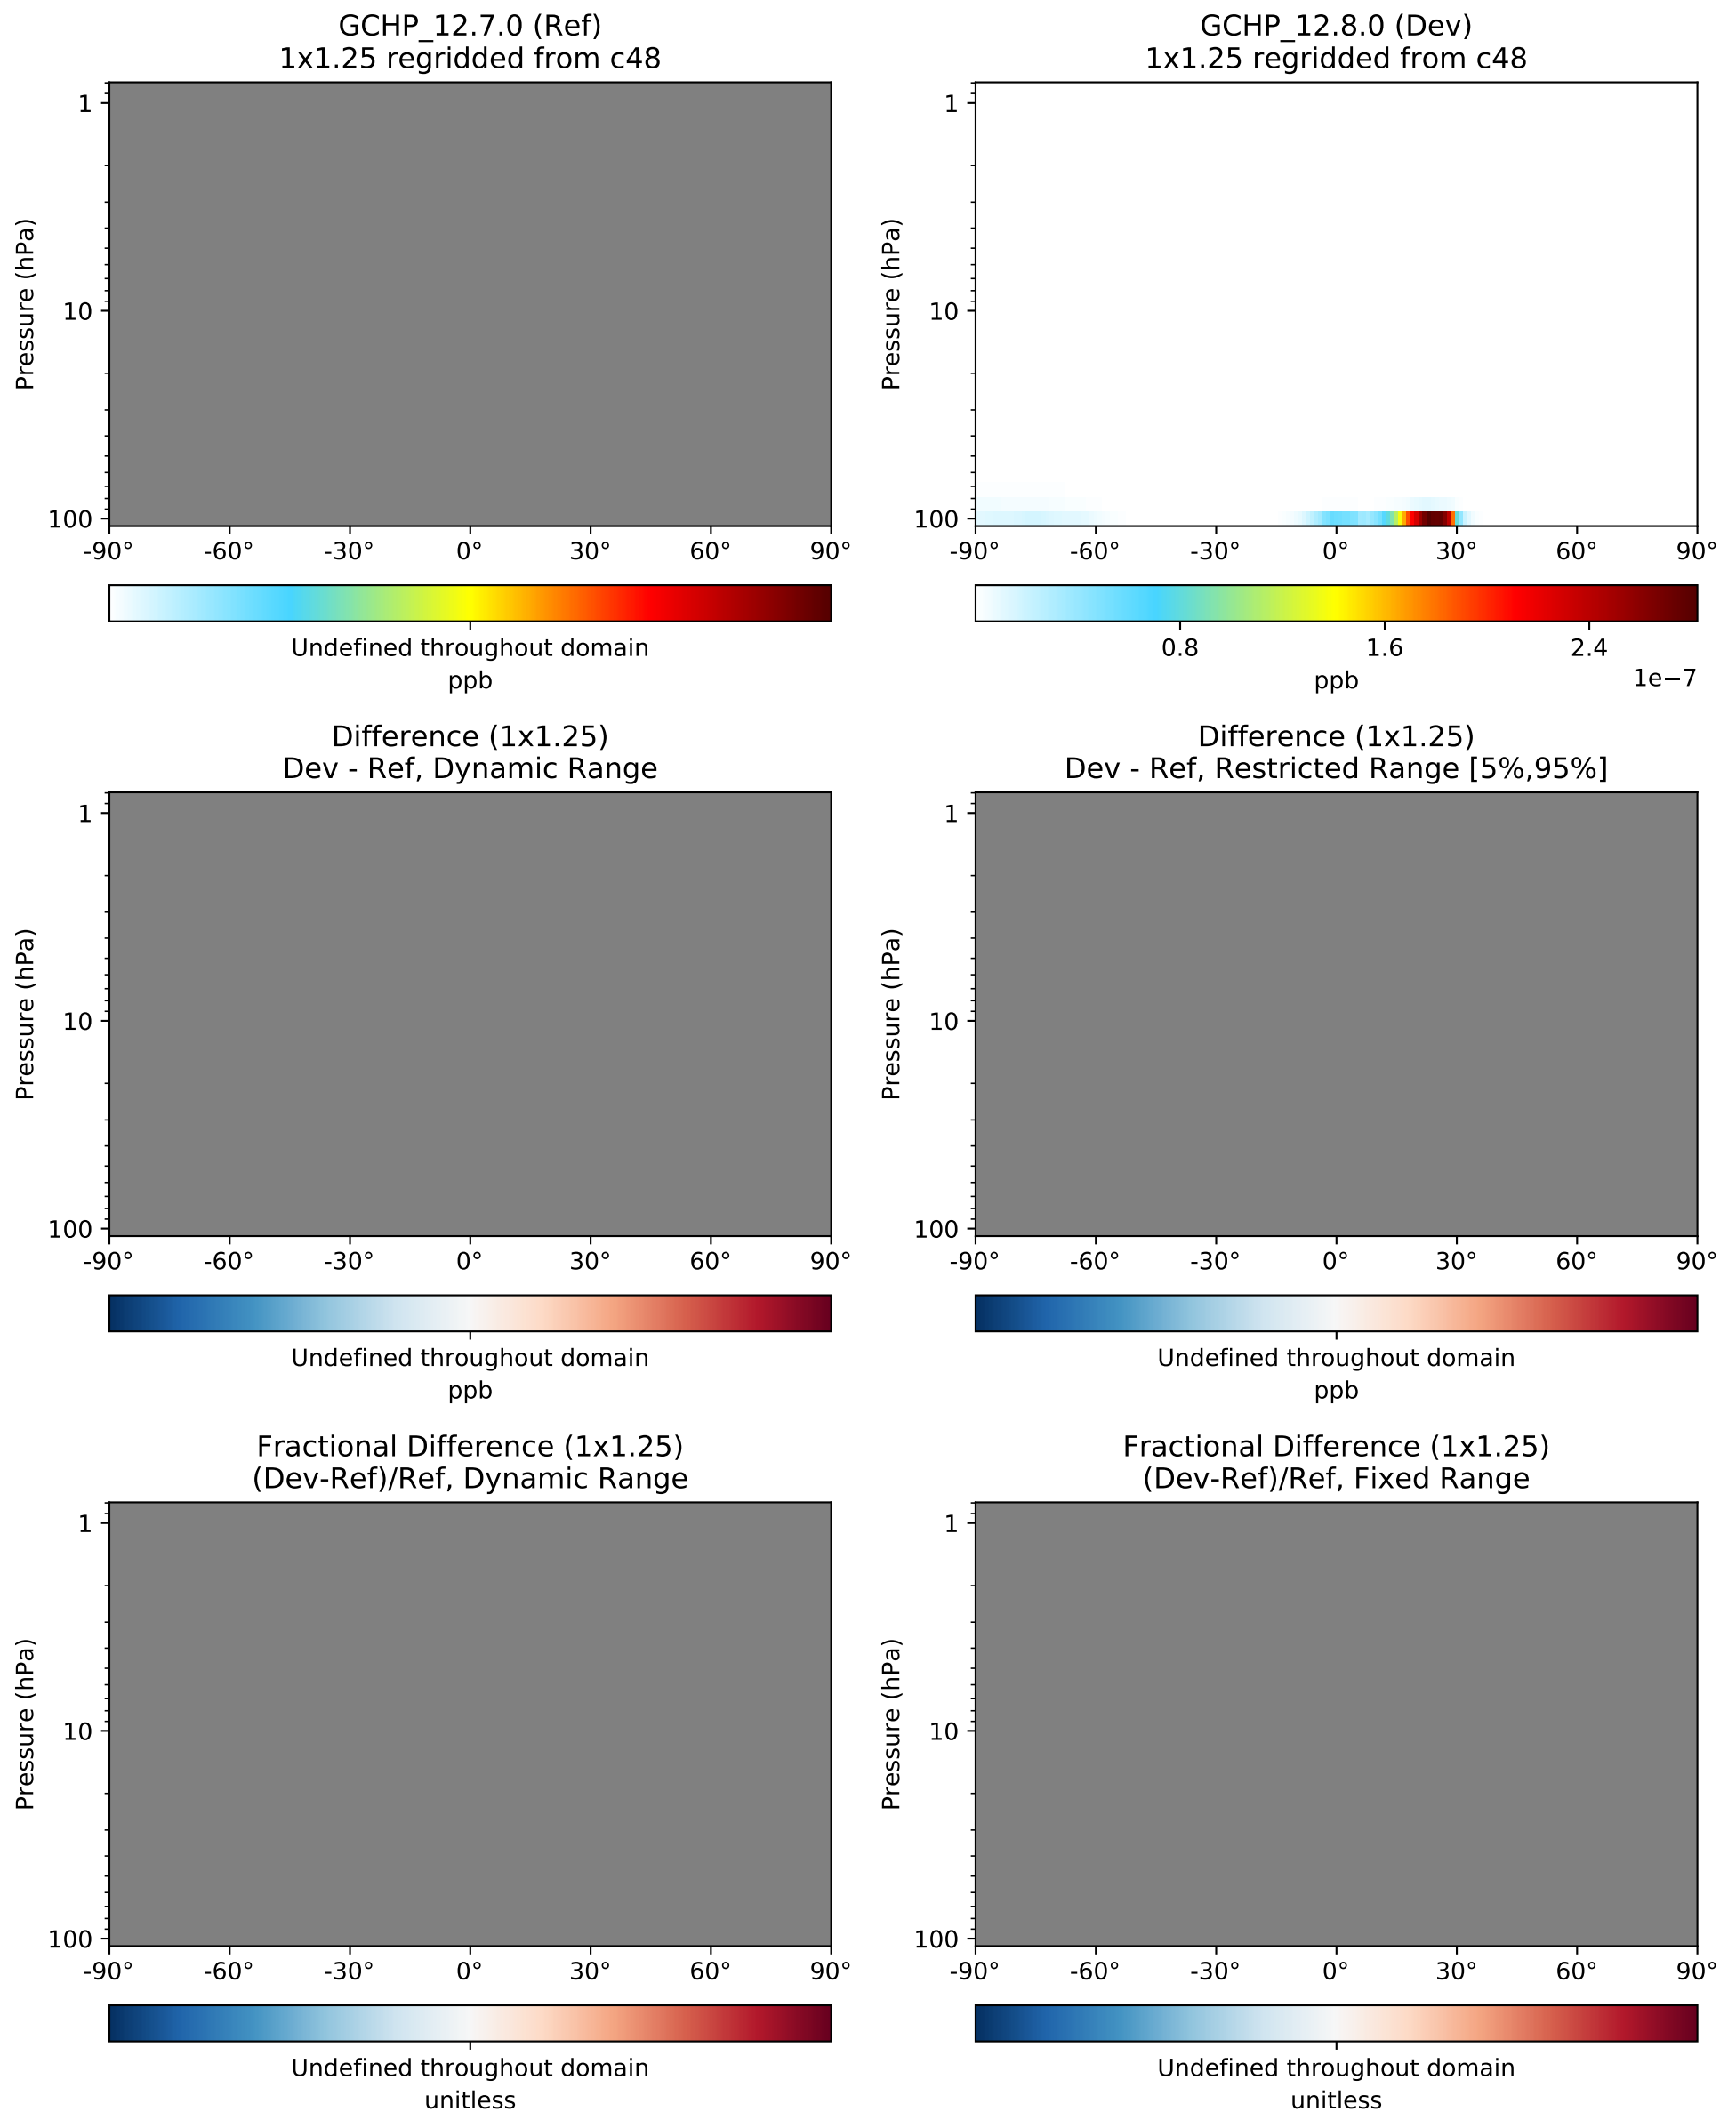 GCHP_12.7.0 (Ref)
1x1.25 regridded from c48
Pressure (hPa)
1
10
100
-90° -60° -30° 0° 30° 60° 90°
Undefined throughout domain
ppb
GCHP_12.8.0 (Dev)
1x1.25 regridded from c48
Pressure (hPa)
1
10
100
-90° -60° -30° 0° 30° 60° 90°
0.8 1.6 2.4
ppb
1e−7
Difference (1x1.25)
Dev - Ref, Dynamic Range
Pressure (hPa)
1
10
100
-90° -60° -30° 0° 30° 60° 90°
Undefined throughout domain
ppb
Difference (1x1.25)
Dev - Ref, Restricted Range [5%,95%]
Pressure (hPa)
1
10
100
-90° -60° -30° 0° 30° 60° 90°
Undefined throughout domain
ppb
Fractional Difference (1x1.25)
(Dev-Ref)/Ref, Dynamic Range
Pressure (hPa)
1
10
100
-90° -60° -30° 0° 30° 60° 90°
Undefined throughout domain
unitless
Fractional Difference (1x1.25)
(Dev-Ref)/Ref, Fixed Range
Pressure (hPa)
1
10
100
-90° -60° -30° 0° 30° 60° 90°
Undefined throughout domain
unitless